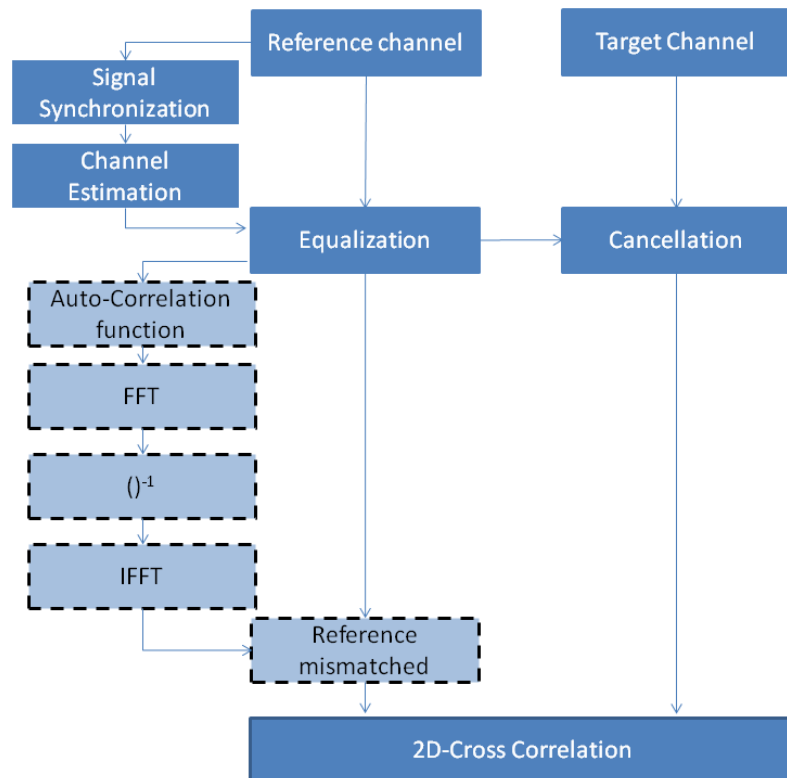 Reference channel
Target Channel
Signal
Synchronization
Channel
Estimation
Equalization
Cancellation
Auto-Correlation
function
FFT
()-1
IFFT
Reference
mismatched
2D-Cross Correlation